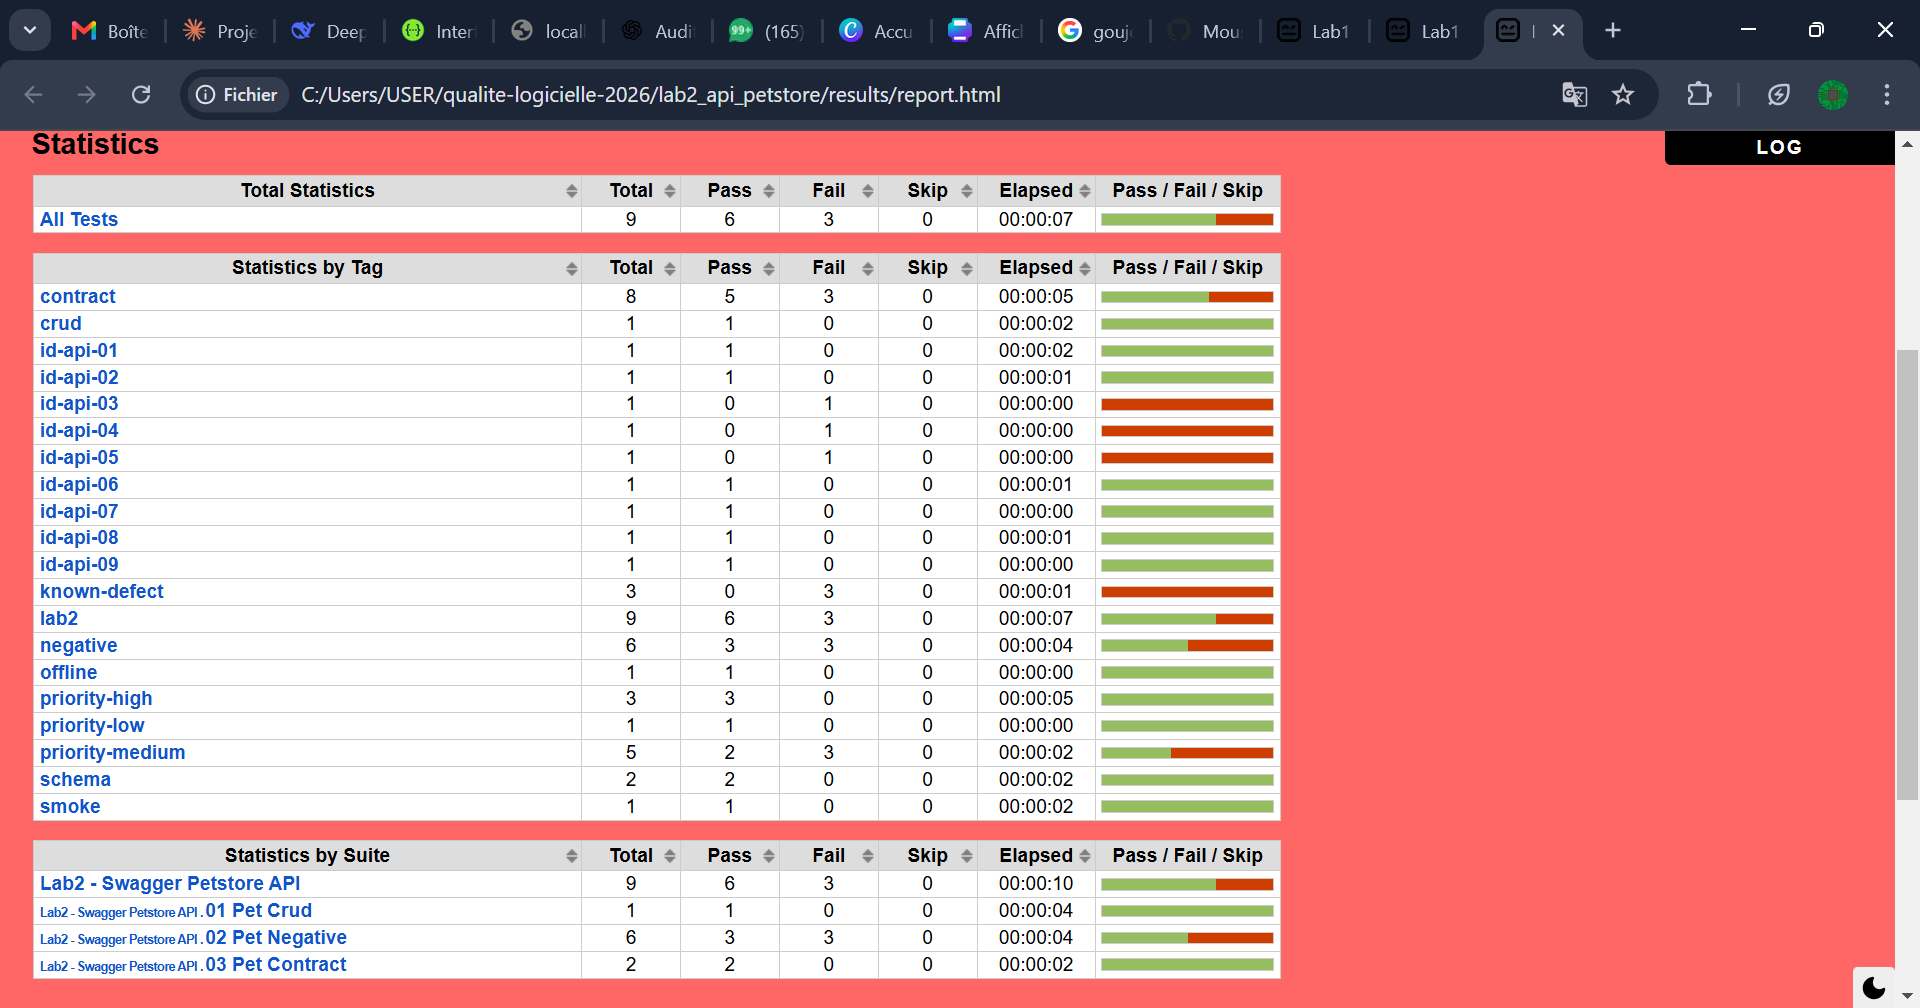 Boîte Proje Deep Inter locall Audi (165) Accu Affich gouj Mou Lab1 Lab1
Fichier C:/Users/USER/qualite-logicielle-2026/lab2_api_petstore/results/report.html
Statistics
LOG
Total Statistics Total Pass Fail Skip Elapsed Pass / Fail / Skip
All Tests 9 6 3 0 00:00:07
Statistics by Tag Total Pass Fail Skip Elapsed Pass / Fail / Skip
contract 8 5 3 0 00:00:05
crud 1 1 0 0 00:00:02
id-api-01 1 1 0 0 00:00:02
id-api-02 1 1 0 0 00:00:01
id-api-03 1 0 1 0 00:00:00
id-api-04 1 0 1 0 00:00:00
id-api-05 1 0 1 0 00:00:00
id-api-06 1 1 0 0 00:00:01
id-api-07 1 1 0 0 00:00:00
id-api-08 1 1 0 0 00:00:01
id-api-09 1 1 0 0 00:00:00
known-defect 3 0 3 0 00:00:01
lab2 9 6 3 0 00:00:07
negative 6 3 3 0 00:00:04
offline 1 1 0 0 00:00:00
priority-high 3 3 0 0 00:00:05
priority-low 1 1 0 0 00:00:00
priority-medium 5 2 3 0 00:00:02
schema 2 2 0 0 00:00:02
smoke 1 1 0 0 00:00:02
Statistics by Suite Total Pass Fail Skip Elapsed Pass / Fail / Skip
Lab2 - Swagger Petstore API 9 6 3 0 00:00:10
Lab2 - Swagger Petstore API . 01 Pet Crud 1 1 0 0 00:00:04
Lab2 - Swagger Petstore API . 02 Pet Negative 6 3 3 0 00:00:04
Lab2 - Swagger Petstore API . 03 Pet Contract 2 2 0 0 00:00:02